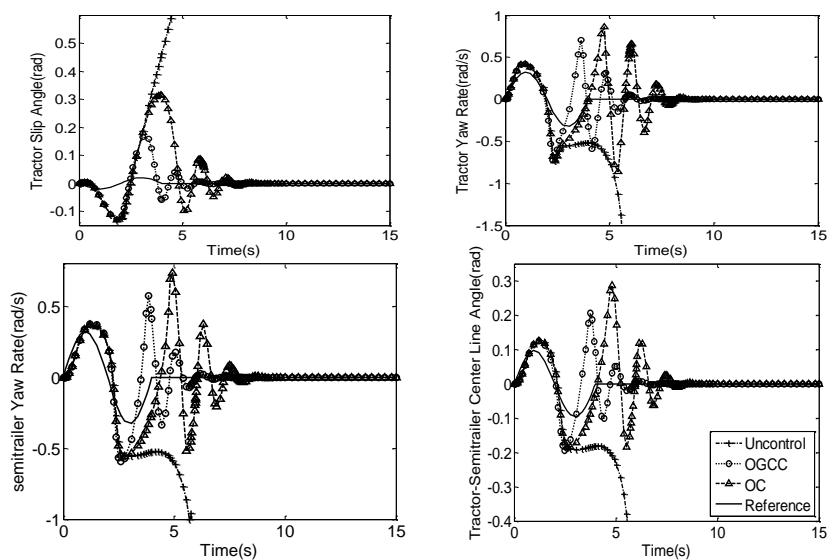 Tractor Slip Angle(rad)
0.6
0.5
0.4
0.3
0.2
0.1
0
-0.1
0 5 10 15
Time(s)
Tractor Yaw Rate(rad/s)
1
0.5
0
-0.5
-1
-1.5
0 5 10 15
Time(s)
semitrailer Yaw Rate(rad/s)
0.5
0
-0.5
-1
0 5 10 15
Time(s)
Tractor-Semitrailer Center Line Angle(rad)
0.3
0.2
0.1
0
-0.1
-0.2
-0.3
-0.4
0 5 10 15
Time(s)
Uncontrol
OGCC
OC
Reference